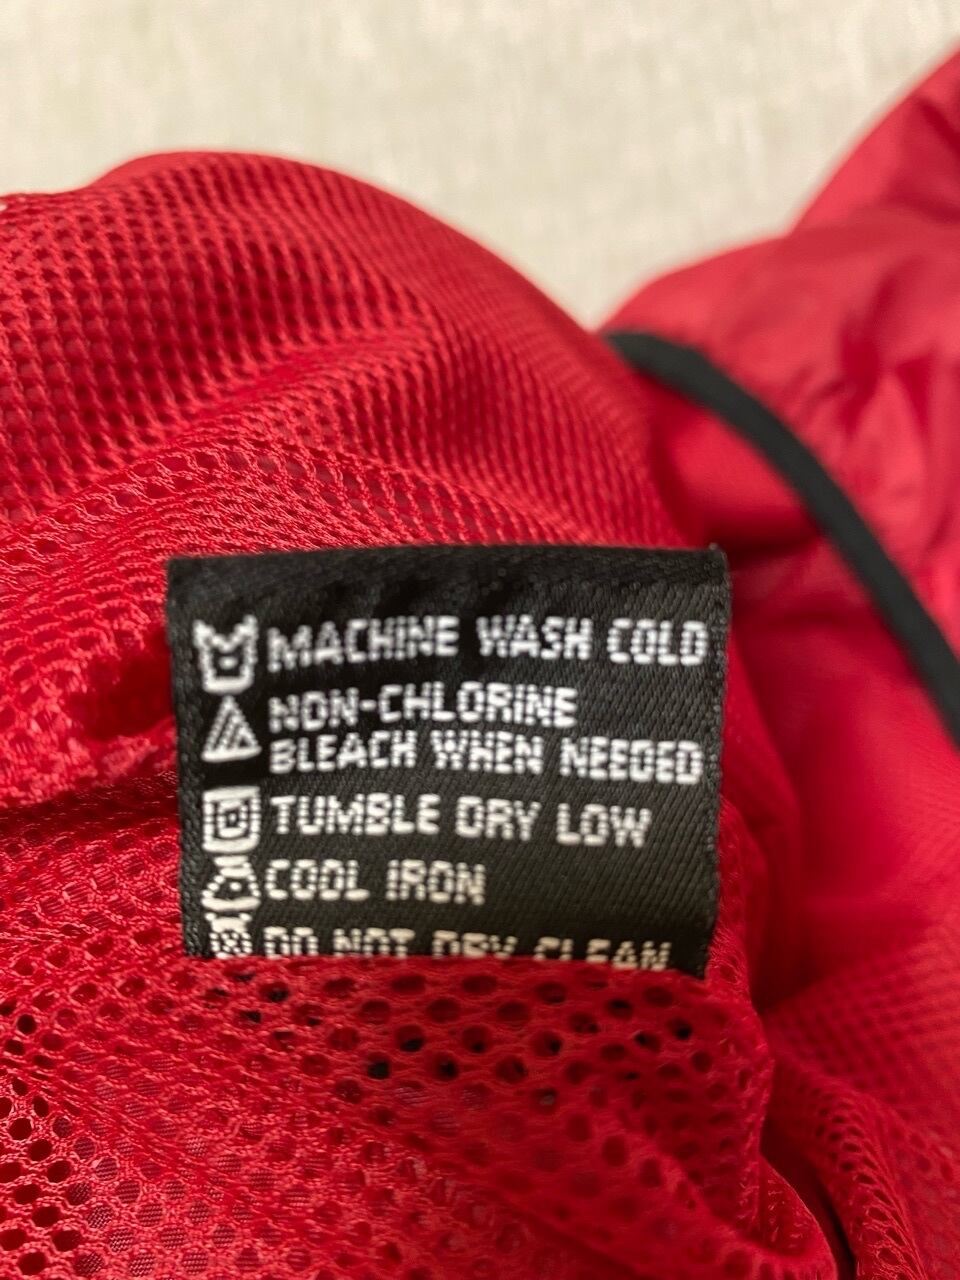 MACHINE WASH COLD
NON-CHLORINE
BLEACH WHEN NEEDED
TUMBLE DRY LOW
COOL IRON
DO NOT DRY CLEAN